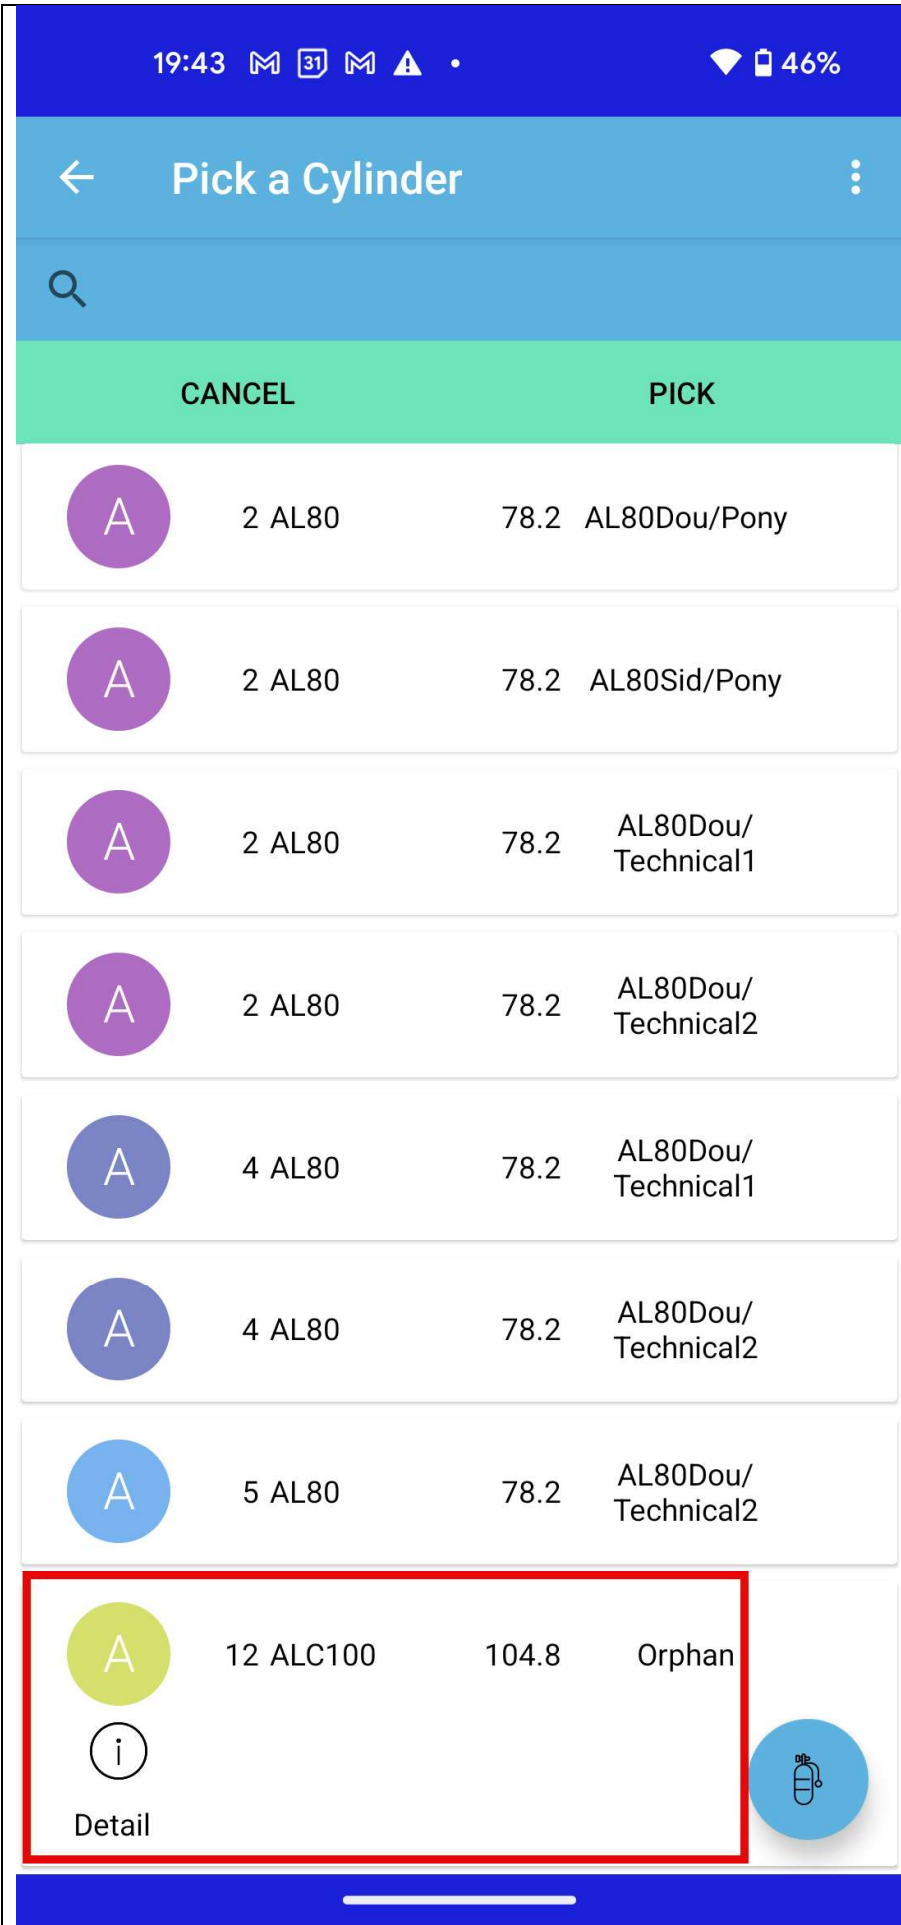 19:43 31 46%
Pick a Cylinder
CANCEL PICK
A 2 AL80 78.2 AL80Dou/Pony
A 2 AL80 78.2 AL80Sid/Pony
A 2 AL80 78.2 AL80Dou/
Technical1
A 2 AL80 78.2 AL80Dou/
Technical2
A 4 AL80 78.2 AL80Dou/
Technical1
A 4 AL80 78.2 AL80Dou/
Technical2
A 5 AL80 78.2 AL80Dou/
Technical2
A 12 ALC100 104.8 Orphan
Detail